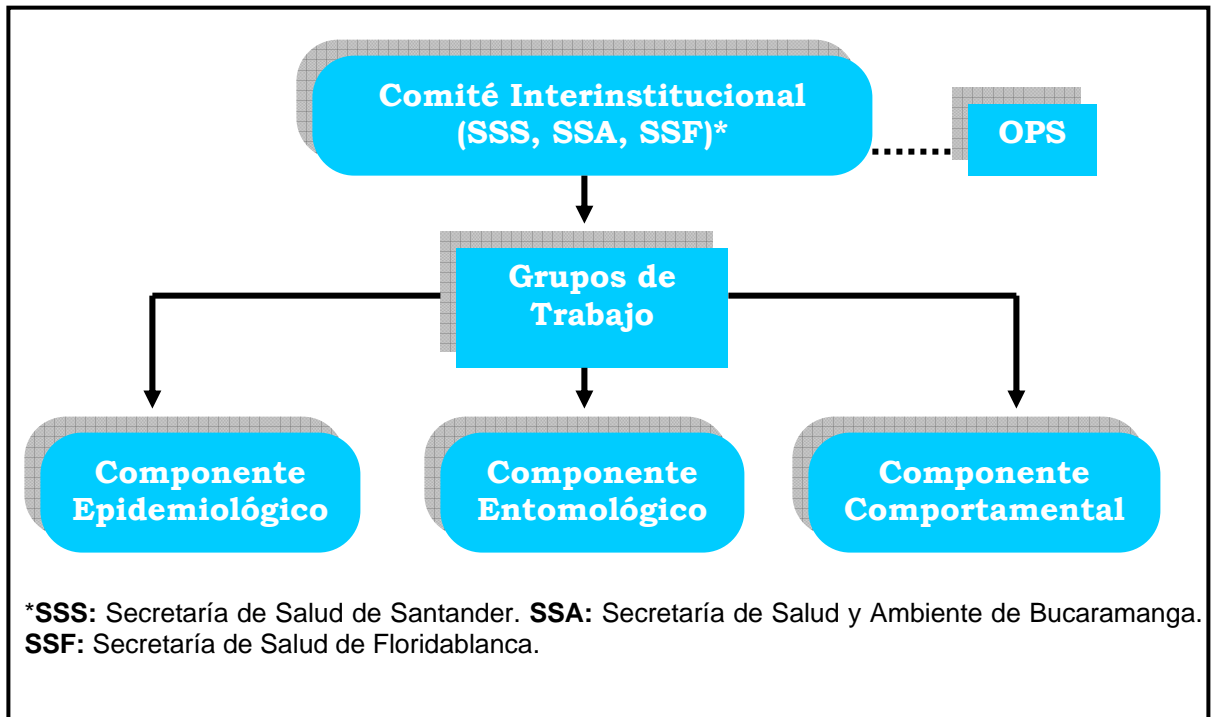 Comité Interinstitucional
(SSS, SSA, SSF)*
OPS
Grupos de
Trabajo
Componente
Epidemiológico
Componente
Entomológico
Componente
Comportamental
*SSS: Secretaría de Salud de Santander. SSA: Secretaría de Salud y Ambiente de Bucaramanga.
SSF: Secretaría de Salud de Floridablanca.